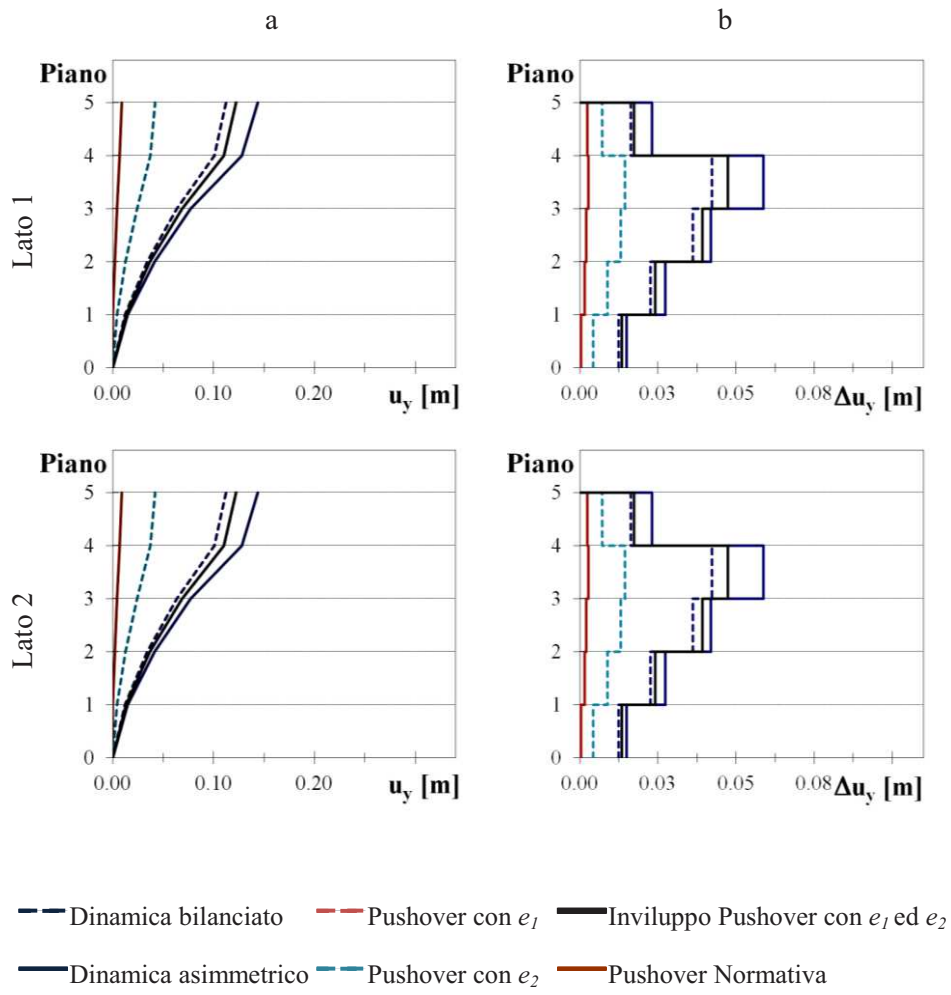 a b
Piano Piano
5 5
4 4
3 3
Lato 1
2 2
1 1
0 0
0.00 0.10 0.20 u_y [m] 0.00 0.03 0.05 0.08 Δu_y [m]
Piano Piano
5 5
4 4
3 3
Lato 2
2 2
1 1
0 0
0.00 0.10 0.20 u_y [m] 0.00 0.03 0.05 0.08 Δu_y [m]
Dinamica bilanciato Pushover con e1 Inviluppo Pushover con e1 ed e2
Dinamica asimmetrico Pushover con e2 Pushover Normativa